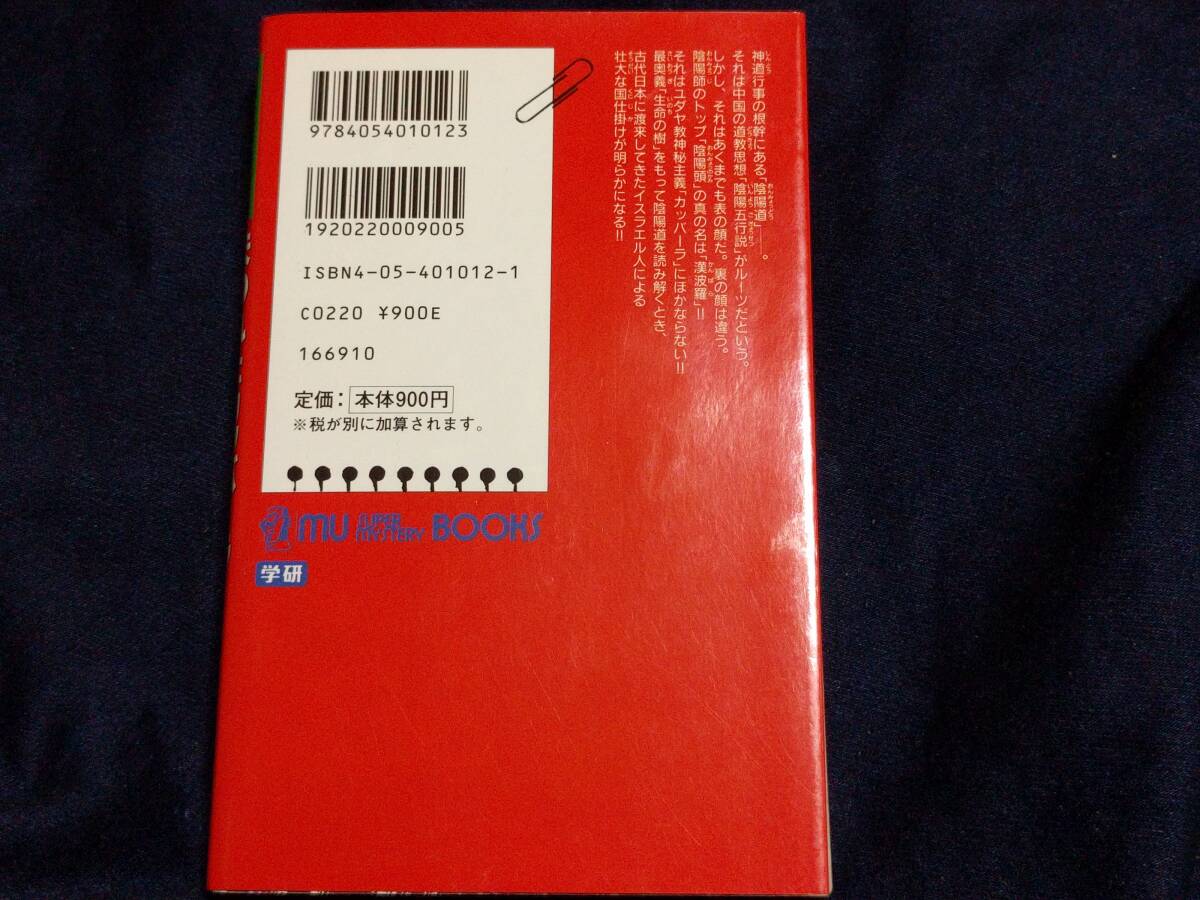 神道行事の根幹にある「陰陽道」――。
それは中国の道教思想「陰陽五行説」がルーツだという。
しかし、それはあくまでも表の顔だ。裏の顔は違う。
陰陽師のトップ「陰陽頭」の真の名は「漢波羅」!!
それはユダヤ教神秘主義「カッバーラ」にほかならない!!
最奥義「生命の樹」をもって陰陽道を読み解くとき、
古代日本に渡来してきたイスラエル人による
壮大な国仕掛けが明らかになる!!
9784054010123
1920220009005
ISBN4-05-401012-1
C0220 ¥900E
166910
定価：本体900円
※税が別に加算されます。
MU SUPER MYSTERY BOOKS
学研